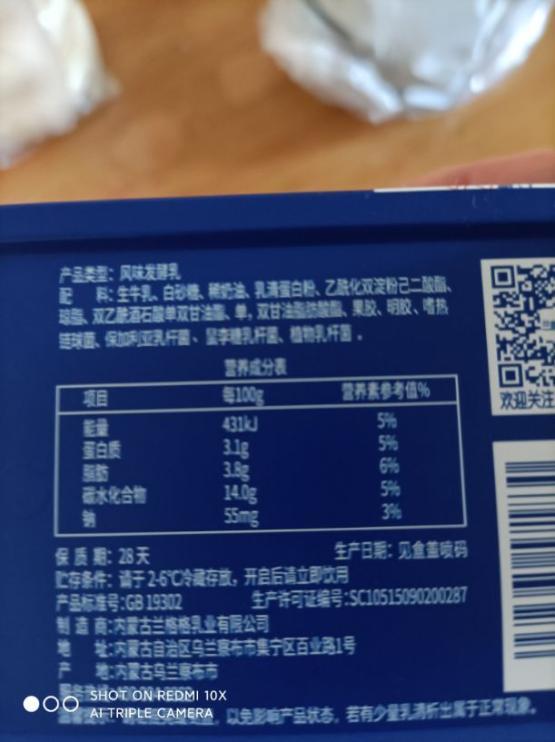 产品类型：风味发酵乳
配 料：生牛乳、白砂糖、稀奶油、乳清蛋白粉、乙酰化双淀粉己二酸酯、
琼脂、双乙酰酒石酸单双甘油酯、单，双甘油脂肪酸酯、果胶、明胶、嗜热
链球菌、保加利亚乳杆菌、鼠李糖乳杆菌、植物乳杆菌。
营养成分表
项目 每100g 营养素参考值%
能量 431kJ 5%
蛋白质 3.1g 5%
脂肪 3.8g 6%
碳水化合物 14.0g 5%
钠 55mg 3%
保 质 期：28天 生产日期：见盒盖喷码
贮存条件：请于2-6℃冷藏存放，开启后请立即饮用
产品标准号:GB 19302 生产许可证编号:SC10515090200287
制 造 商:内蒙古兰格格乳业有限公司
地 址:内蒙古自治区乌兰察布市集宁区百业路1号
产 地:内蒙古乌兰察布市
以免影响产品状态，若有少量乳清析出属于正常现象。
欢迎关注
SHOT ON REDMI 10X
AI TRIPLE CAMERA